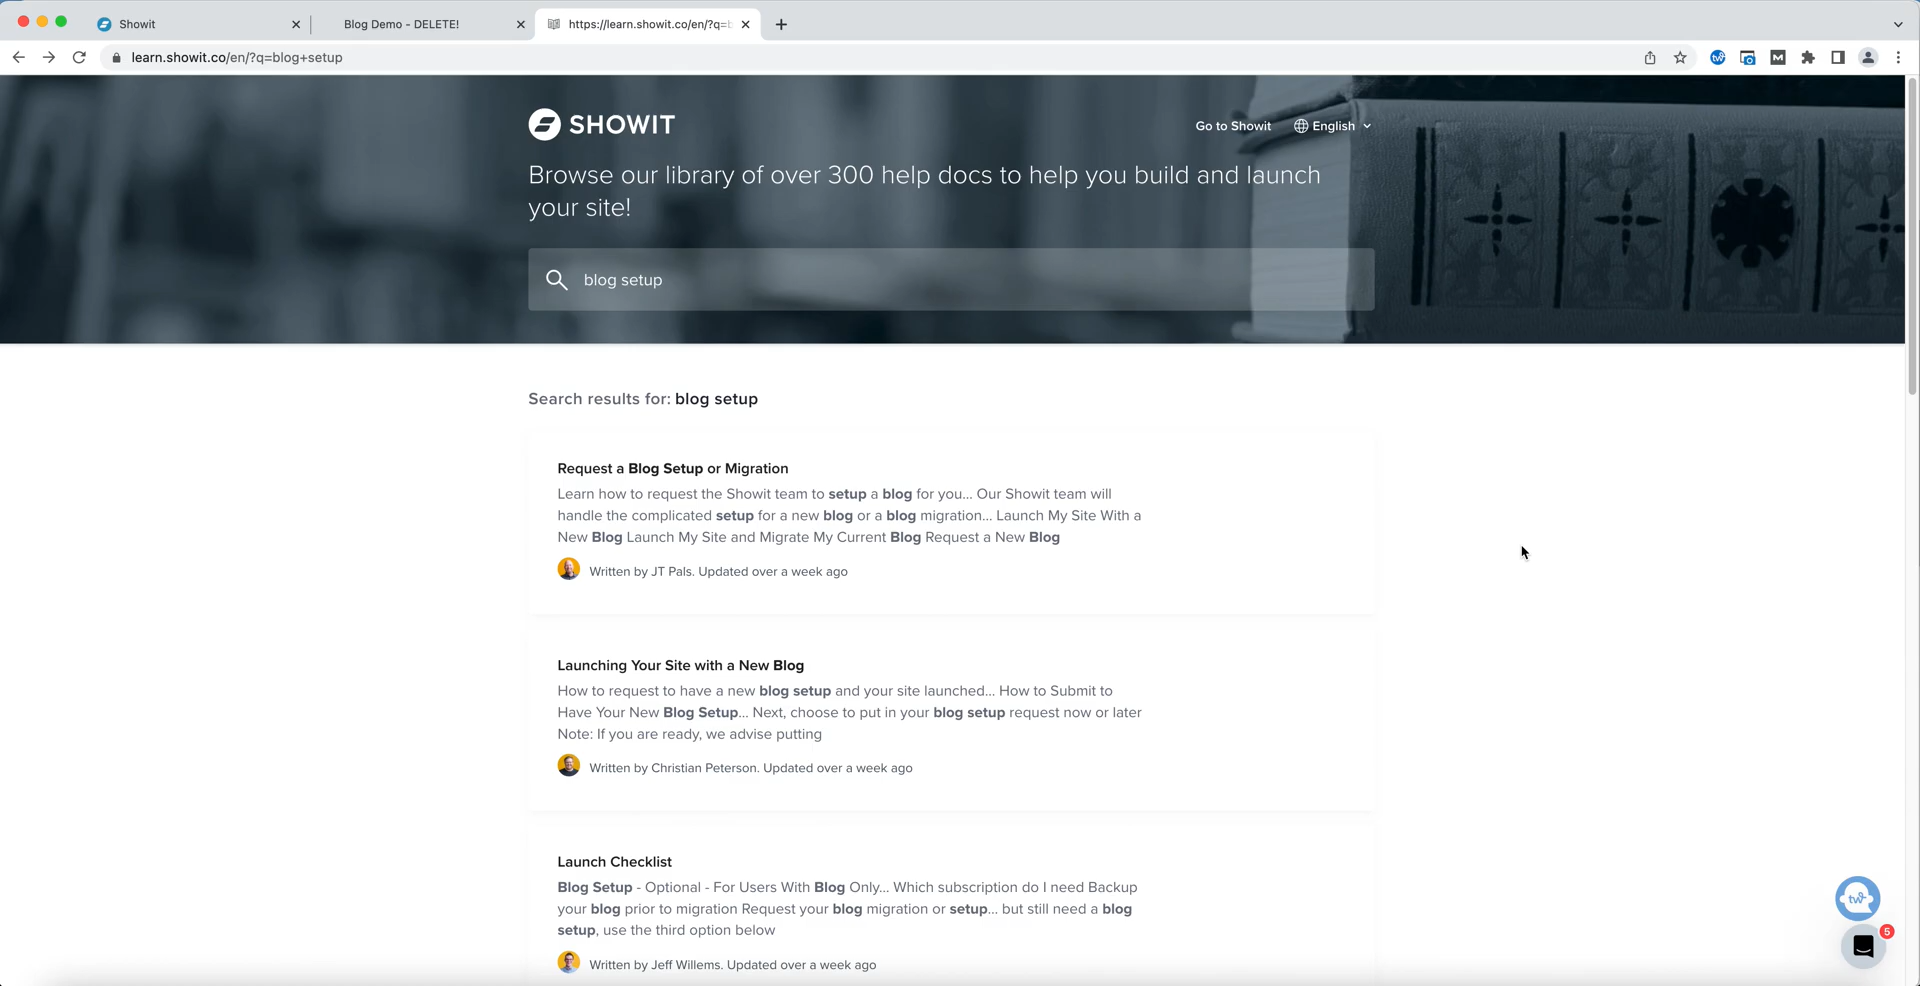 Showit
Blog Demo - DELETE!
https://learn.showit.co/en/?q=b
learn.showit.co/en/?q=blog+setup
SHOWIT
Go to Showit
English
Browse our library of over 300 help docs to help you build and launch
your site!
blog setup
Search results for: blog setup
Request a Blog Setup or Migration
Learn how to request the Showit team to setup a blog for you... Our Showit team will
handle the complicated setup for a new blog or a blog migration... Launch My Site With a
New Blog Launch My Site and Migrate My Current Blog Request a New Blog
Written by JT Pals. Updated over a week ago
Launching Your Site with a New Blog
How to request to have a new blog setup and your site launched... How to Submit to
Have Your New Blog Setup... Next, choose to put in your blog setup request now or later
Note: If you are ready, we advise putting
Written by Christian Peterson. Updated over a week ago
Launch Checklist
Blog Setup - Optional - For Users With Blog Only... Which subscription do I need Backup
your blog prior to migration Request your blog migration or setup... but still need a blog
setup, use the third option below
Written by Jeff Willems. Updated over a week ago
tw
5